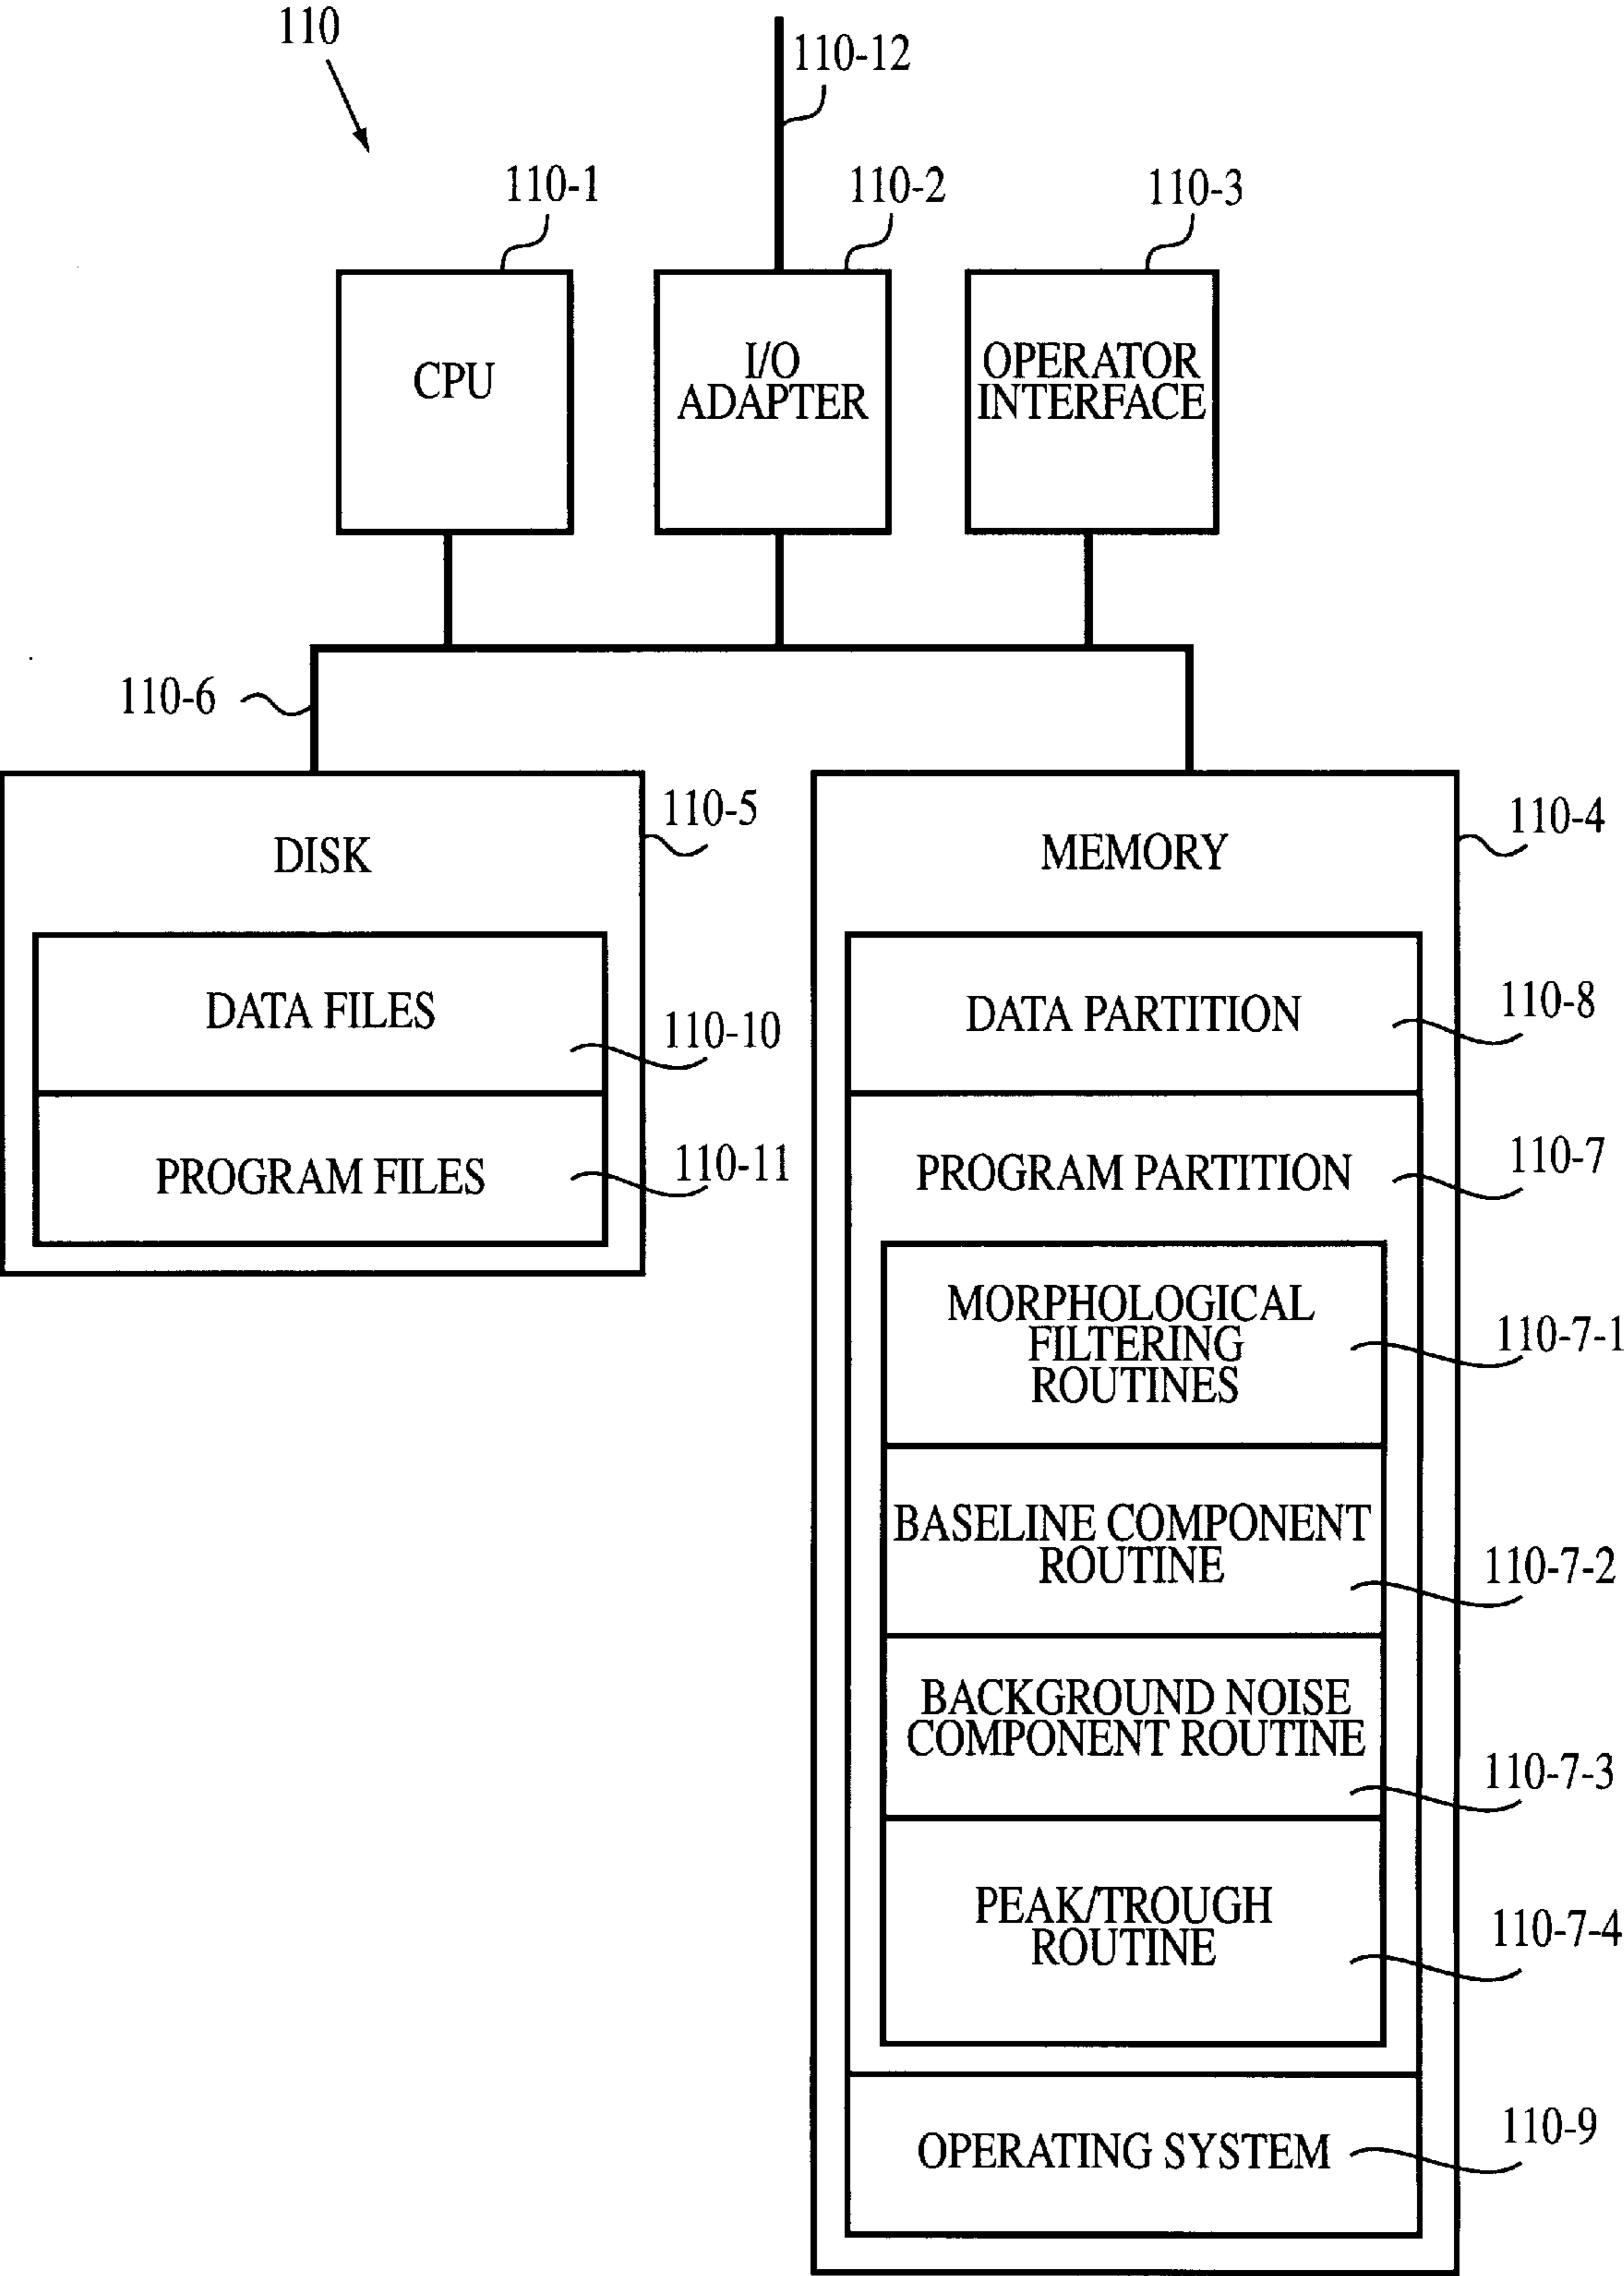 110
110-12
110-1
110-2
110-3
CPU
I/O
ADAPTER
OPERATOR
INTERFACE
110-6
DISK
110-5
DATA FILES
110-10
PROGRAM FILES
110-11
MEMORY
110-4
DATA PARTITION
110-8
PROGRAM PARTITION
110-7
MORPHOLOGICAL
FILTERING
ROUTINES
110-7-1
BASELINE COMPONENT
ROUTINE
110-7-2
BACKGROUND NOISE
COMPONENT ROUTINE
110-7-3
PEAK/TROUGH
ROUTINE
110-7-4
OPERATING SYSTEM
110-9